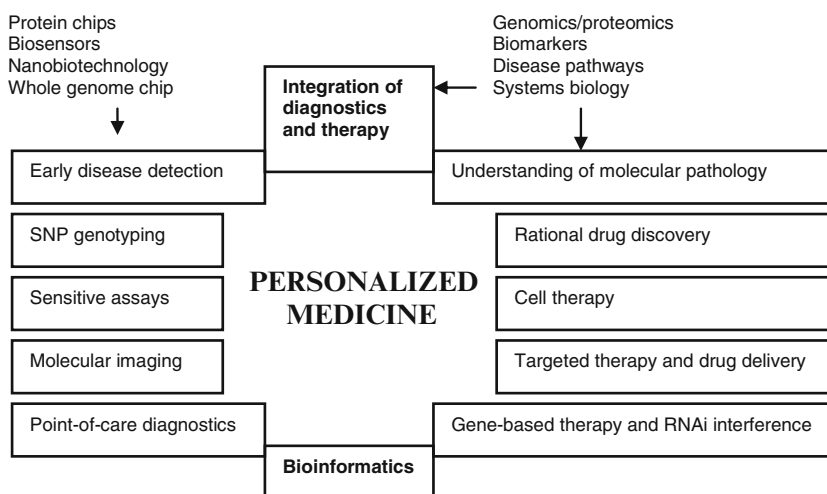 Protein chips
Biosensors
Nanobiotechnology
Whole genome chip
Genomics/proteomics
Biomarkers
Disease pathways
Systems biology
Integration of
diagnostics
and therapy
Early disease detection
Understanding of molecular pathology
SNP genotyping
Rational drug discovery
PERSONALIZED
MEDICINE
Sensitive assays
Cell therapy
Molecular imaging
Targeted therapy and drug delivery
Point-of-care diagnostics
Gene-based therapy and RNAi interference
Bioinformatics